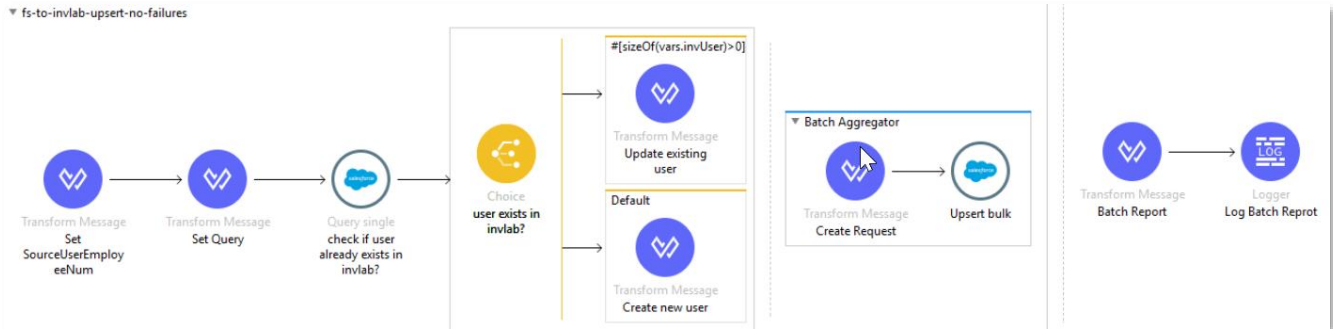 fs-to-invlab-upsert-no-failures
Transform Message
Set
SourceUserEmploy
eeNum
Transform Message
Set Query
salesforce
Query single
check if user
already exists in
invlab?
Choice
user exists in
invlab?
#[sizeOf(vars.invUser)>0]
Transform Message
Update existing
user
Default
Transform Message
Create new user
Batch Aggregator
Transform Message
Create Request
salesforce
Upsert bulk
Transform Message
Batch Report
LOG
Logger
Log Batch Reprot